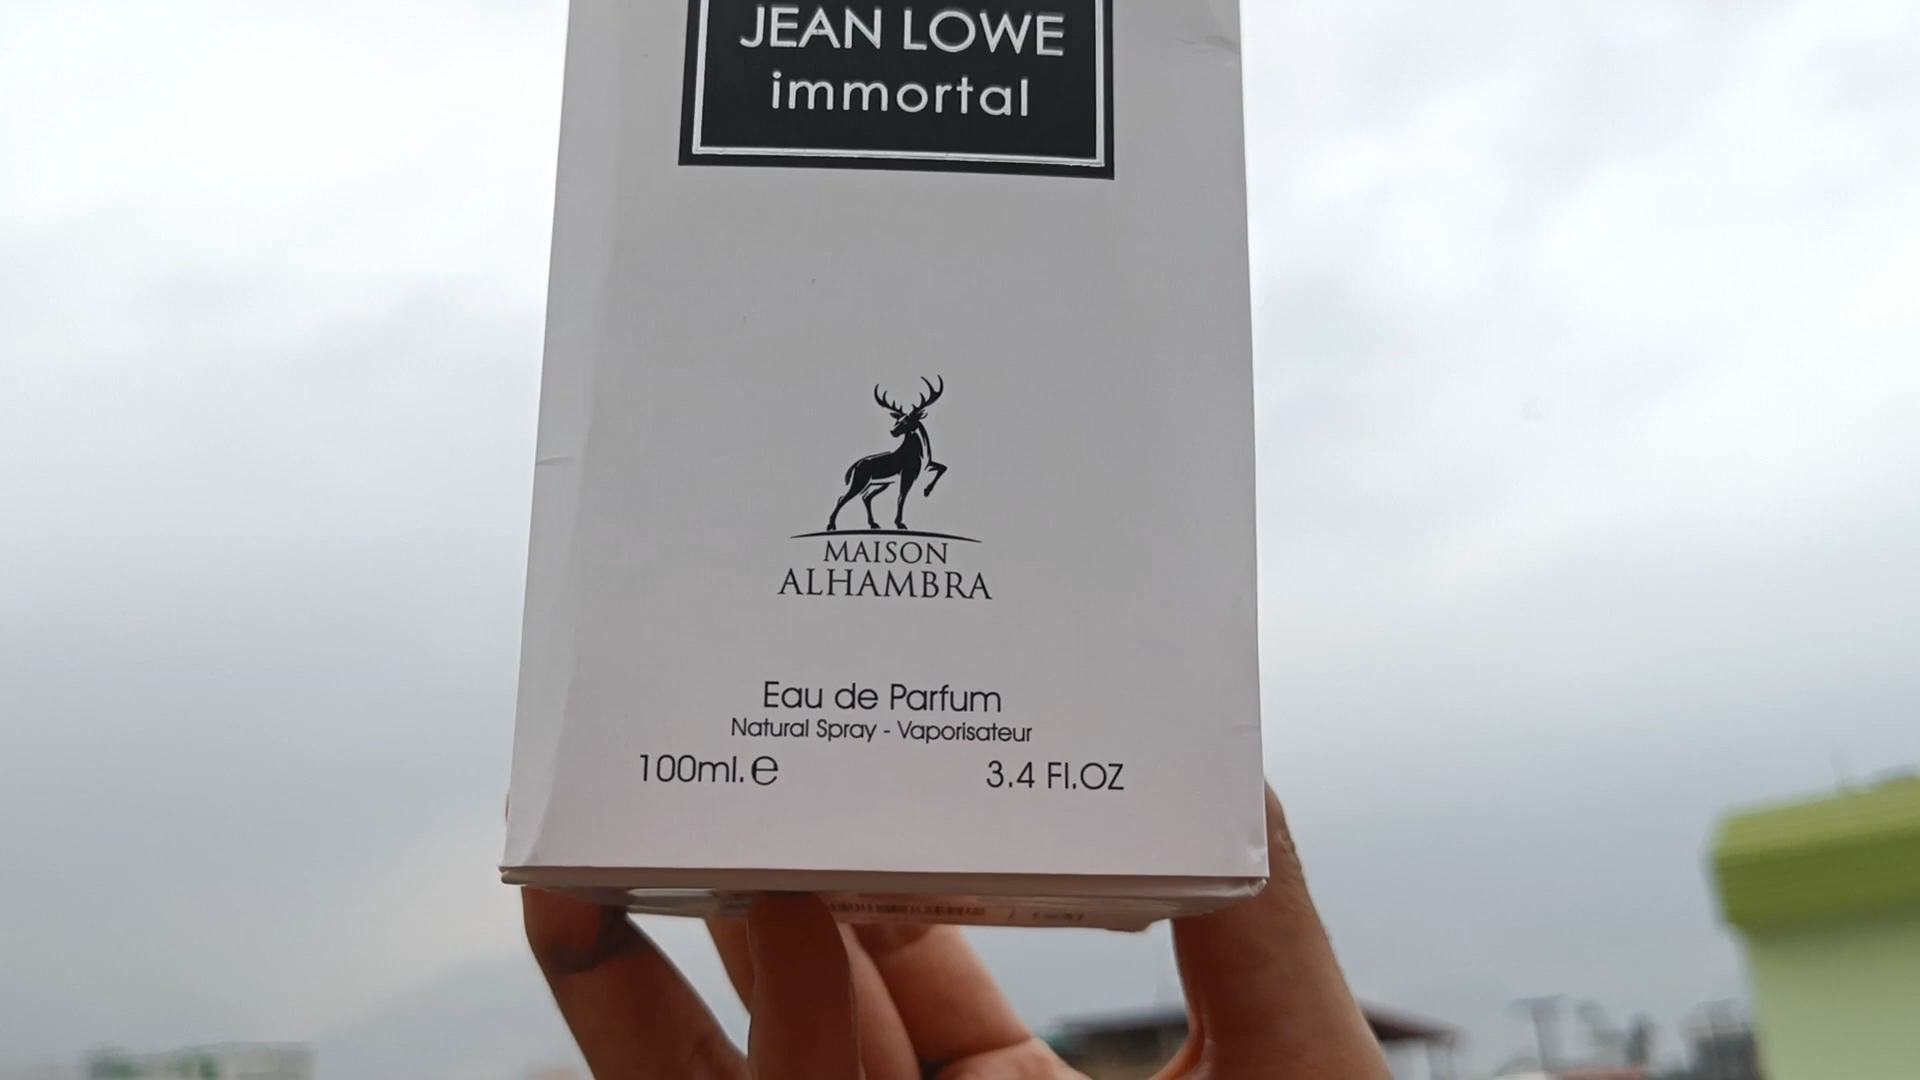 JEAN LOWE
immortal
MAISON
ALHAMBRA
Eau de Parfum
Natural Spray - Vaporisateur
100ml.e 3.4 Fl.OZ